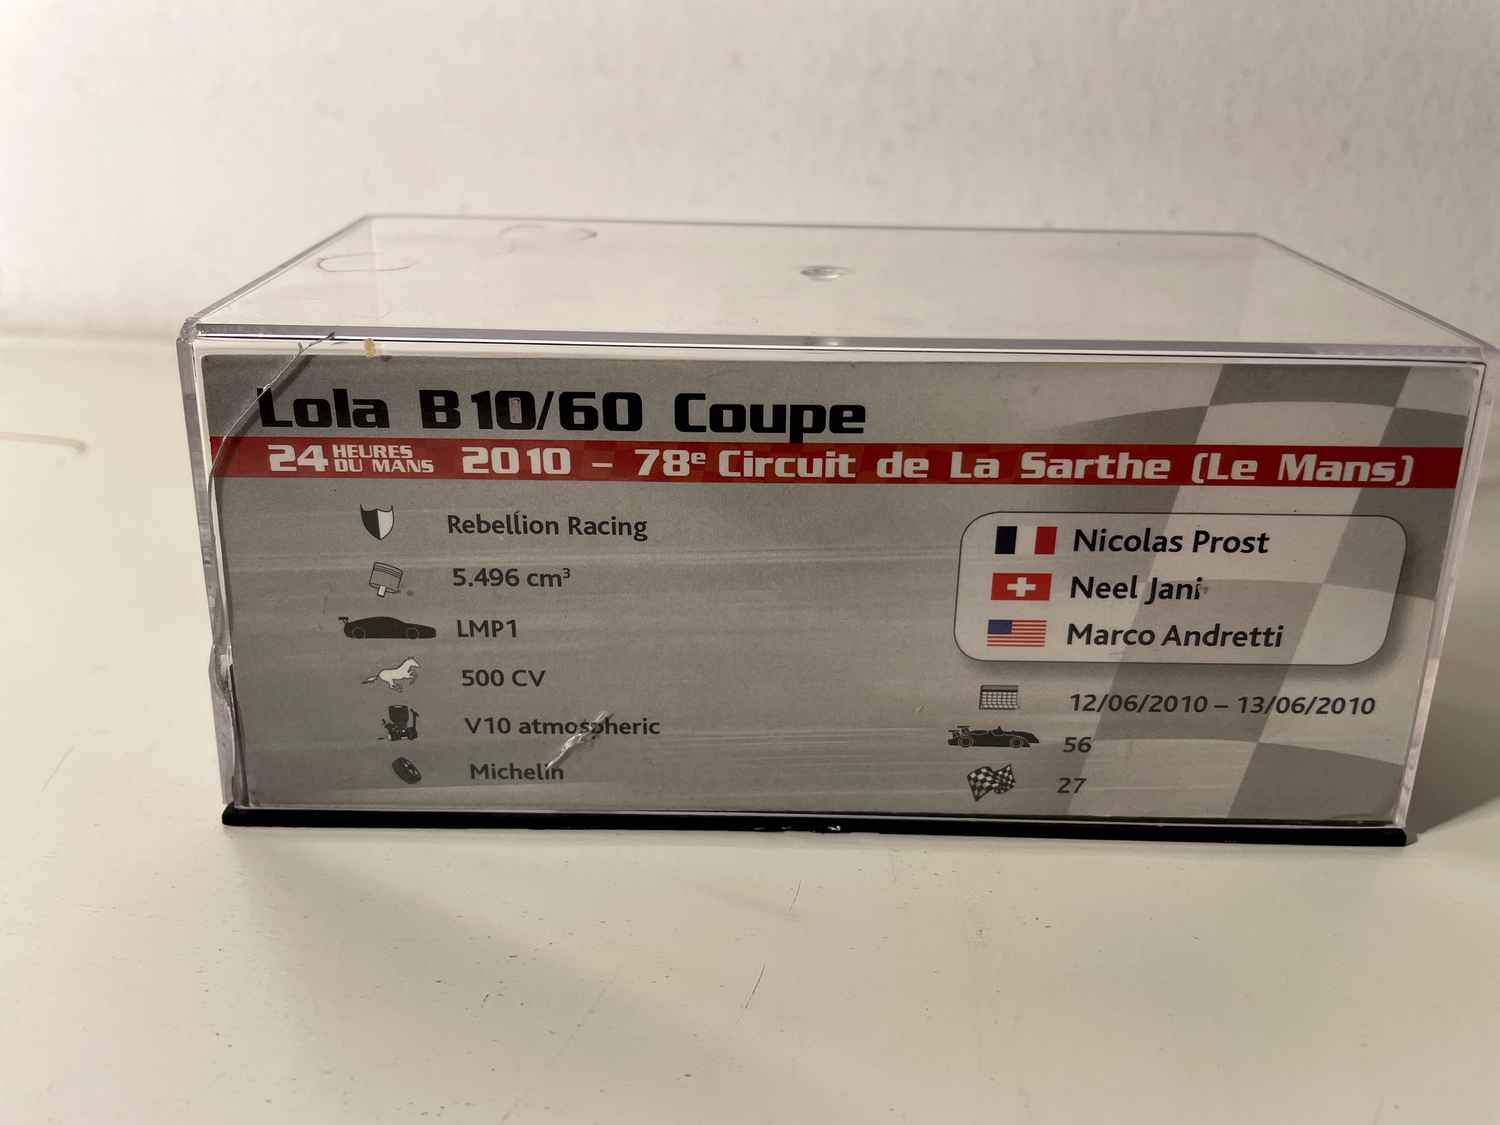 Lola B10/60 Coupe
24 HEURES DU MANS 2010 – 78e Circuit de La Sarthe (Le Mans)
Rebellion Racing
5.496 cm³
LMP1
500 CV
V10 atmospheric
Michelin
Nicolas Prost
Neel Jani
Marco Andretti
12/06/2010 – 13/06/2010
56
27